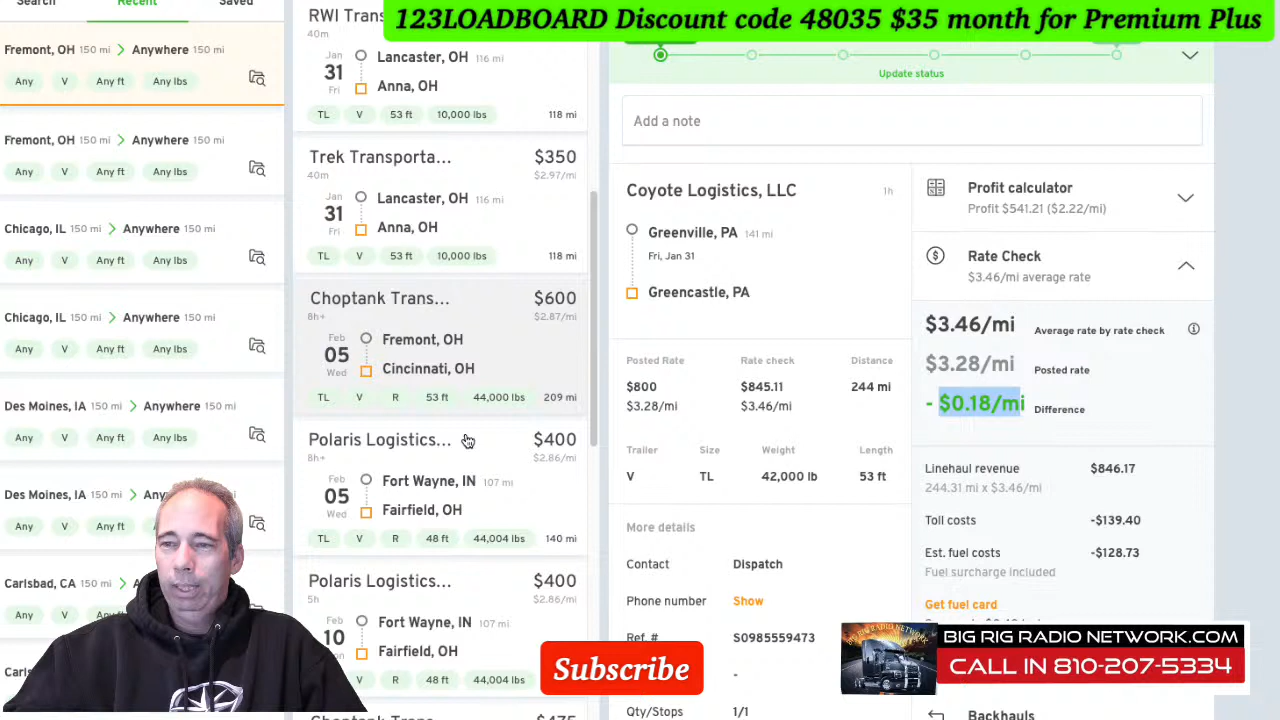 123LOADBOARD Discount code 48035 $35 month for Premium Plus
Search
Recent
Saved
Fremont, OH 150 mi > Anywhere 150 mi
Any V Any ft Any lbs
Fremont, OH 150 mi > Anywhere 150 mi
Any V Any ft Any lbs
Chicago, IL 150 mi > Anywhere 150 mi
Any V Any ft Any lbs
Chicago, IL 150 mi > Anywhere 150 mi
Any V Any ft Any lbs
Des Moines, IA 150 mi > Anywhere 150 mi
Any V Any ft Any lbs
Des Moines, IA 150 mi >
Any V
Carlsbad, CA 150 mi
Any V
RWI Trans
40m
Jan 31 Fri
Lancaster, OH 116 mi
Anna, OH
TL V 53 ft 10,000 lbs 118 mi
Trek Transporta... $350
40m $2.97/mi
Jan 31 Fri
Lancaster, OH 116 mi
Anna, OH
TL V 53 ft 10,000 lbs 118 mi
Choptank Trans... $600
8h+ $2.87/mi
Feb 05 Wed
Fremont, OH
Cincinnati, OH
TL V R 53 ft 44,000 lbs 209 mi
Polaris Logistics... $400
8h+ $2.86/mi
Feb 05 Wed
Fort Wayne, IN 107 mi
Fairfield, OH
TL V R 48 ft 44,004 lbs 140 mi
Polaris Logistics... $400
5h $2.86/mi
Feb 10
Fort Wayne, IN 107 mi
Fairfield, OH
TL V R 48 ft 44,004 lbs
Update status
Add a note
Coyote Logistics, LLC 1h
Greenville, PA 141 mi
Fri, Jan 31
Greencastle, PA
Posted Rate Rate check Distance
$800 $845.11 244 mi
$3.28/mi $3.46/mi
Trailer Size Weight Length
V TL 42,000 lb 53 ft
More details
Contact Dispatch
Phone number Show
Ref. # S0985559473
-
Qty/Stops 1/1
Profit calculator
Profit $541.21 ($2.22/mi)
Rate Check
$3.46/mi average rate
$3.46/mi Average rate by rate check
$3.28/mi Posted rate
- $0.18/mi Difference
Linehaul revenue $846.17
244.31 mi x $3.46/mi
Toll costs -$139.40
Est. fuel costs -$128.73
Fuel surcharge included
Get fuel card
Backhauls
Subscribe
BIG RIG RADIO NETWORK.COM
CALL IN 810-207-5334